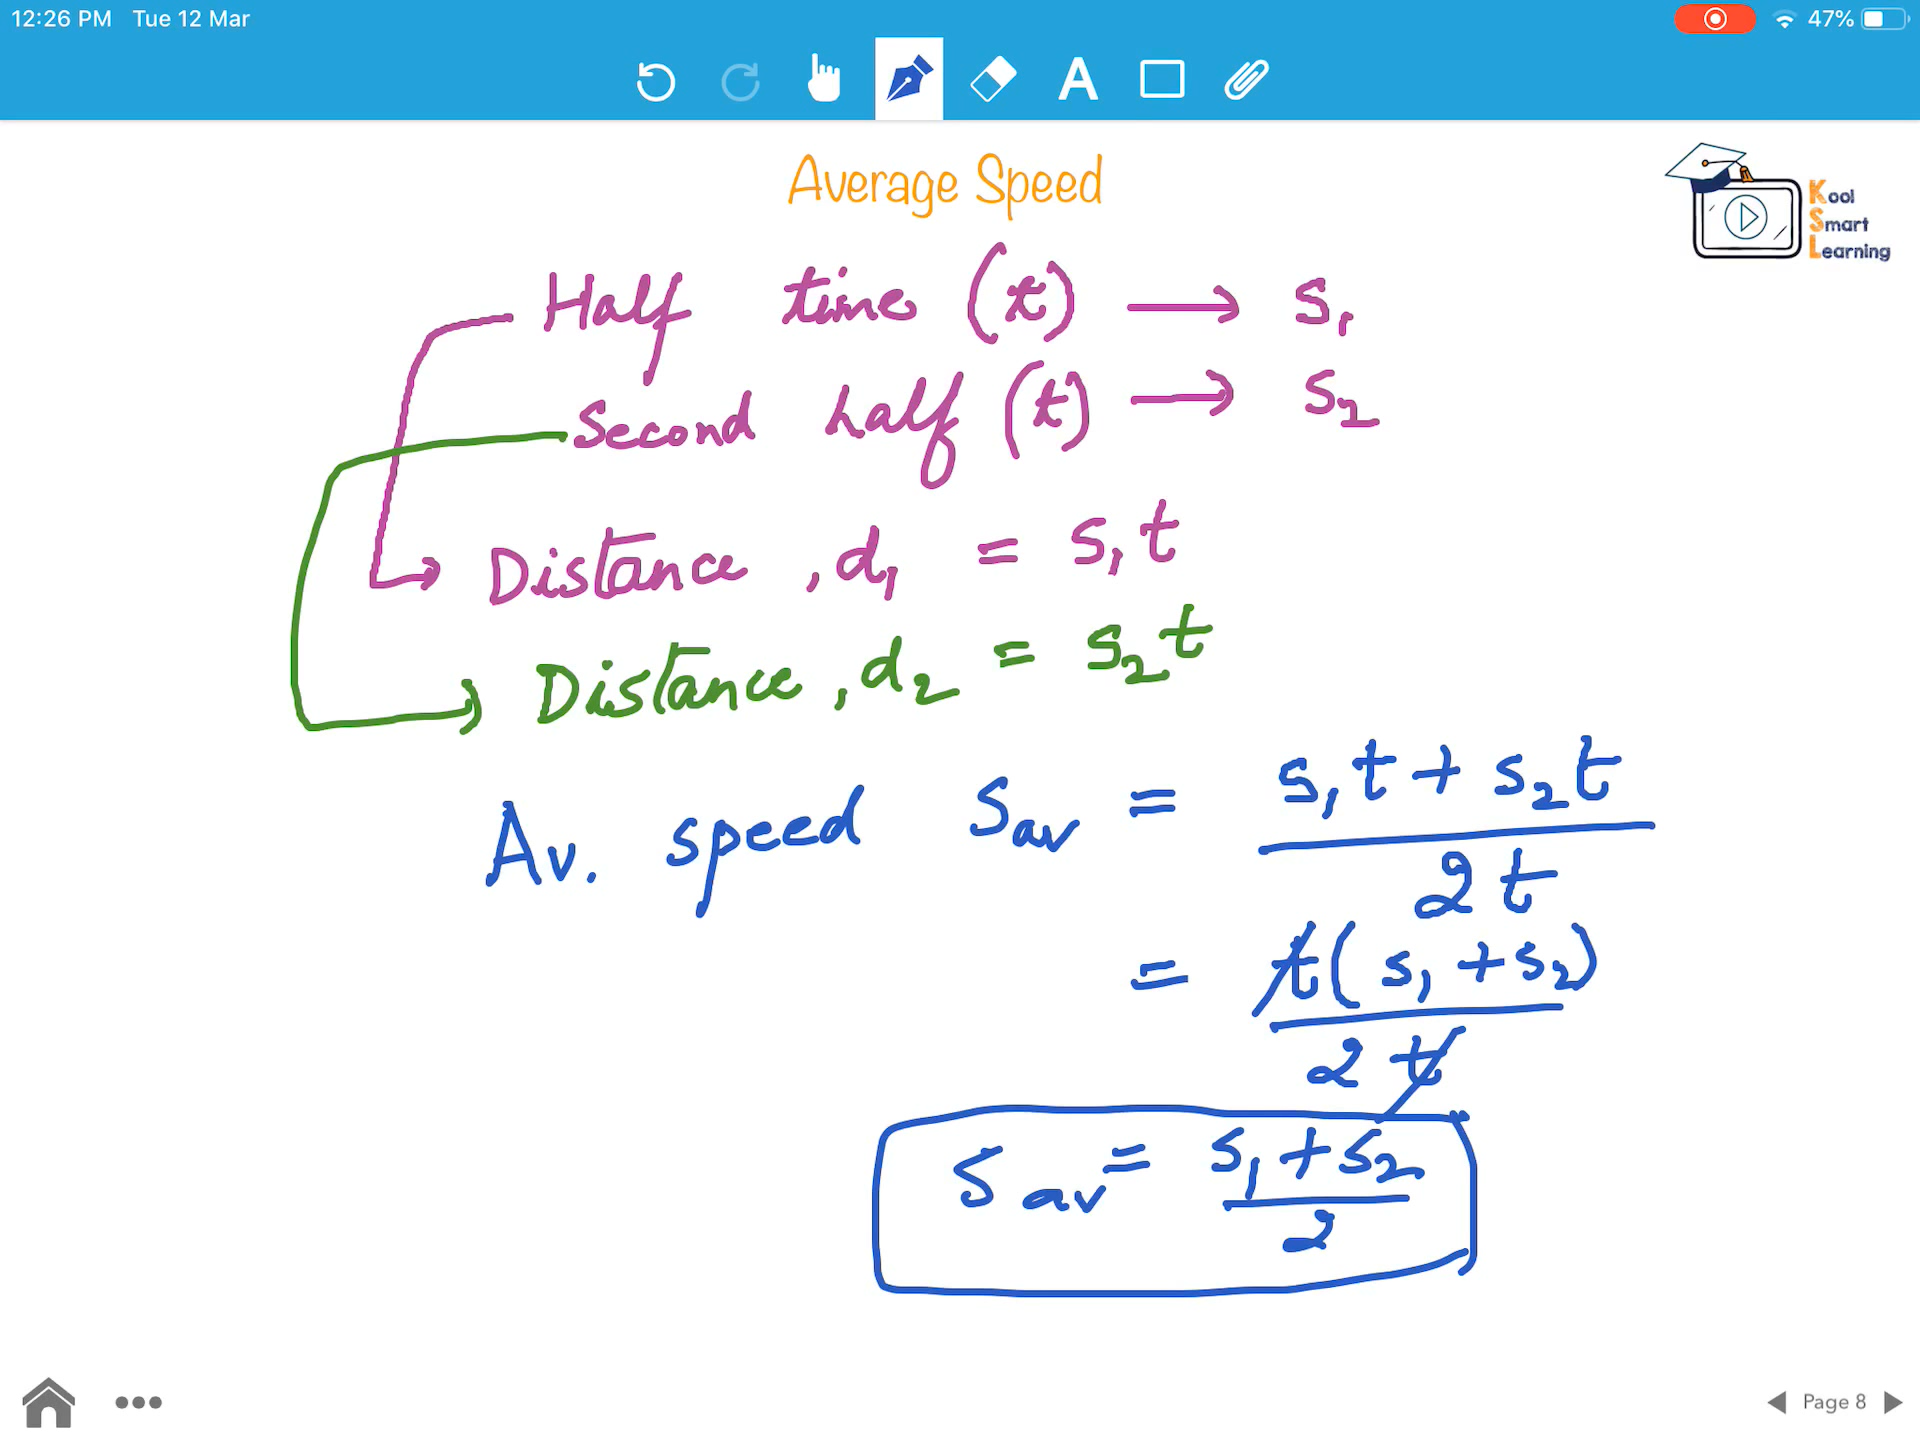 12:26 PM Tue 12 Mar 47%
A
Average Speed
Kool
Smart
Learning
Half time (t) → s₁
Second half (t) → s₂
Distance, d₁ = s₁t
Distance, d₂ = s₂t
Av. speed Sav = s₁t + s₂t
2t
= t(s₁ + s₂)
2t
Sav = s₁ + s₂
2
Page 8